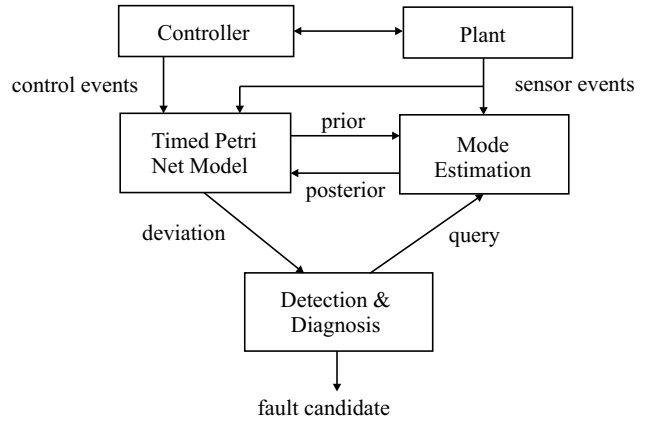 Controller
Plant
control events
sensor events
Timed Petri
Net Model
prior
posterior
Mode
Estimation
deviation
query
Detection &
Diagnosis
fault candidate